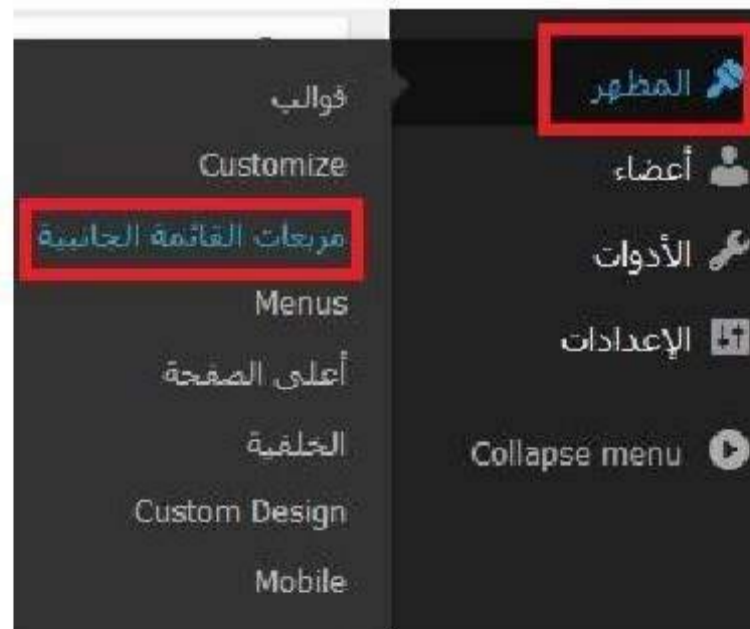 المظهر
أعضاء
الأدوات
الإعدادات
Collapse menu
قوالب
Customize
مربعات القائمة الجانبية
Menus
أعلى الصفحة
الخلفية
Custom Design
Mobile